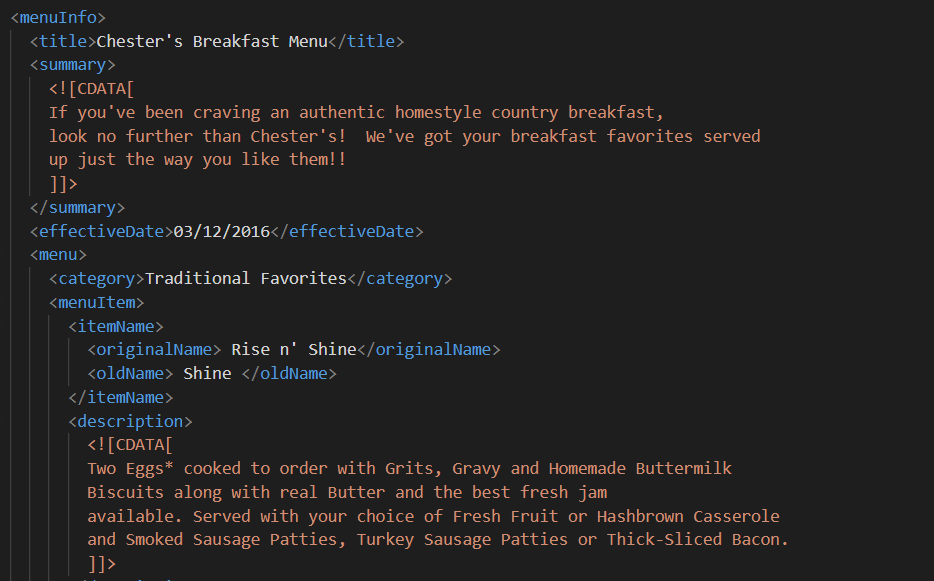 <menuInfo>
<title>Chester's Breakfast Menu</title>
<summary>
<![CDATA[
If you've been craving an authentic homestyle country breakfast,
look no further than Chester's!  We've got your breakfast favorites served
up just the way you like them!!
]]>
</summary>
<effectiveDate>03/12/2016</effectiveDate>
<menu>
<category>Traditional Favorites</category>
<menuItem>
<itemName>
<originalName> Rise n' Shine</originalName>
<oldName> Shine </oldName>
</itemName>
<description>
<![CDATA[
Two Eggs* cooked to order with Grits, Gravy and Homemade Buttermilk
Biscuits along with real Butter and the best fresh jam
available. Served with your choice of Fresh Fruit or Hashbrown Casserole
and Smoked Sausage Patties, Turkey Sausage Patties or Thick-Sliced Bacon.
]]>